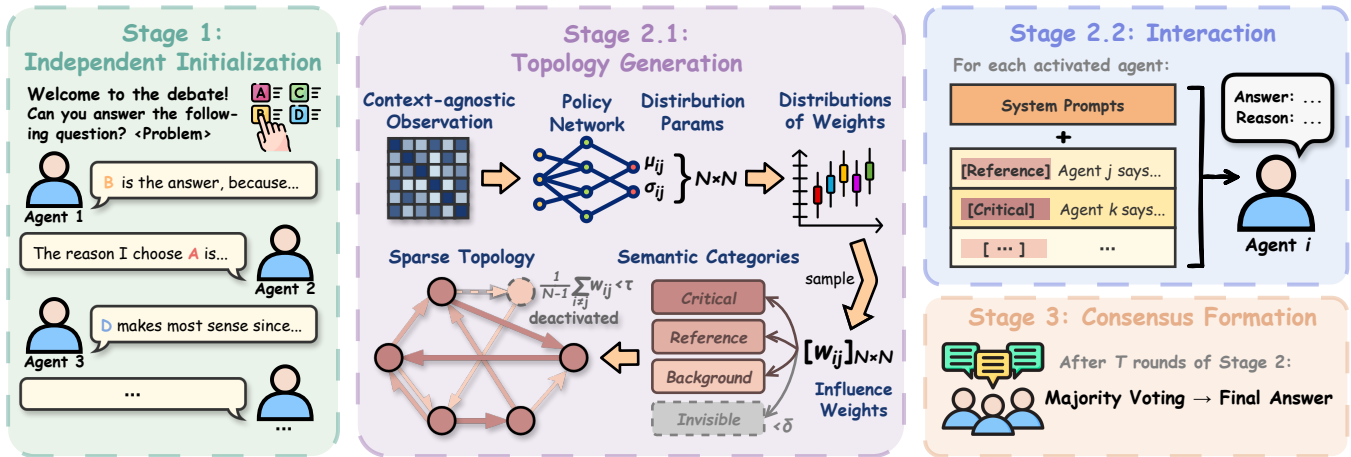 Stage 1:
Independent Initialization
Welcome to the debate!
Can you answer the follow-
ing question? <Problem>
A
C
B
D
B is the answer, because...
Agent 1
The reason I choose A is...
Agent 2
D makes most sense since...
Agent 3
...
...
Stage 2.1:
Topology Generation
Context-agnostic
Observation
Policy
Network
Distirbution
Params
μij
σij
} N×N
Distributions
of Weights
sample
[wij]N×N
Influence
Weights
Semantic Categories
Critical
Reference
Background
Invisible
<δ
Sparse Topology
1/N-1 ∑i≠j wij <τ
deactivated
Stage 2.2: Interaction
For each activated agent:
System Prompts
+
[Reference] Agent j says...
[Critical] Agent k says...
[ ... ] ...
Answer: ...
Reason: ...
Agent i
Stage 3: Consensus Formation
After T rounds of Stage 2:
Majority Voting → Final Answer